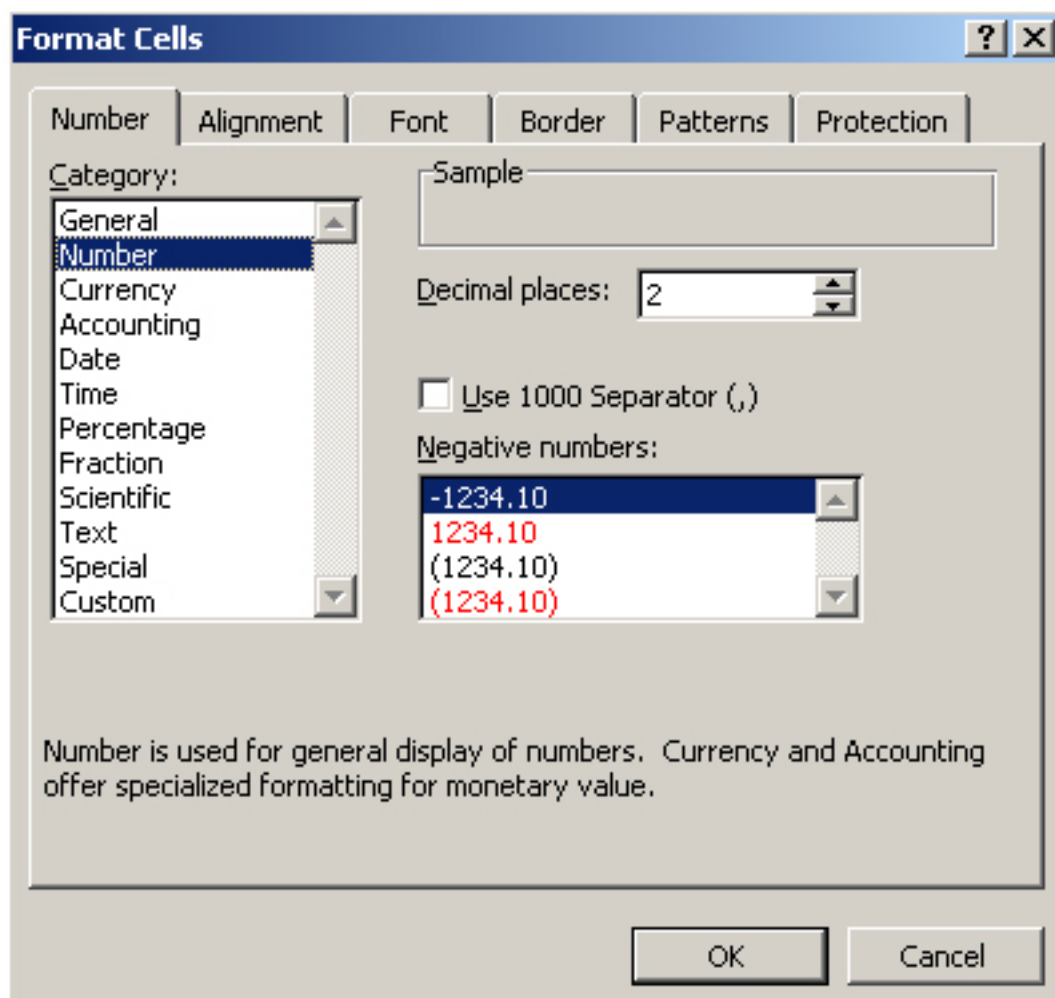 Format Cells
Number
Alignment
Font
Border
Patterns
Protection
Category:
General
Number
Currency
Accounting
Date
Time
Percentage
Fraction
Scientific
Text
Special
Custom
Sample
Decimal places:
2
Use 1000 Separator (,)
Negative numbers:
-1234.10
1234.10
(1234.10)
(1234.10)
Number is used for general display of numbers.  Currency and Accounting
offer specialized formatting for monetary value.
OK
Cancel